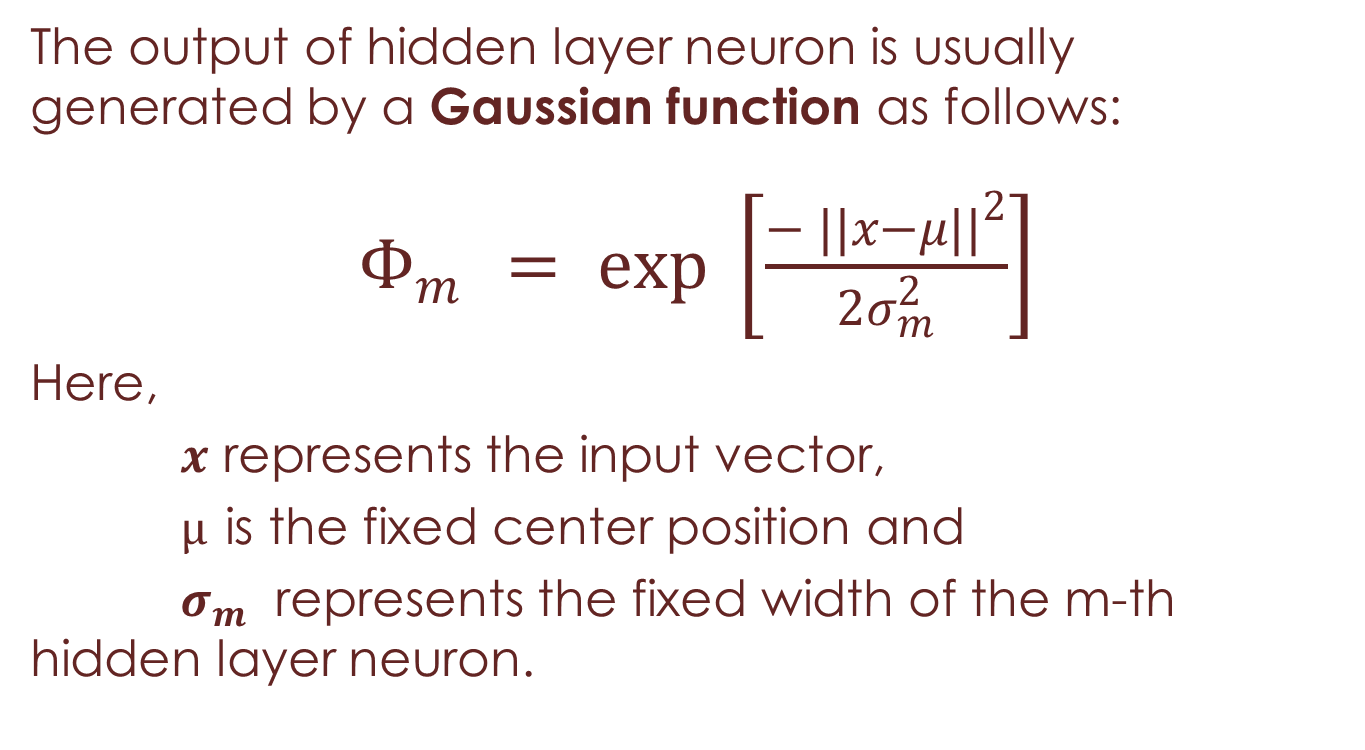 The output of hidden layer neuron is usually
generated by a Gaussian function as follows:
Φₘ = exp [ − ||x−μ||² / 2σ²ₘ ]
Here,
x represents the input vector,
μ is the fixed center position and
σₘ represents the fixed width of the m-th
hidden layer neuron.